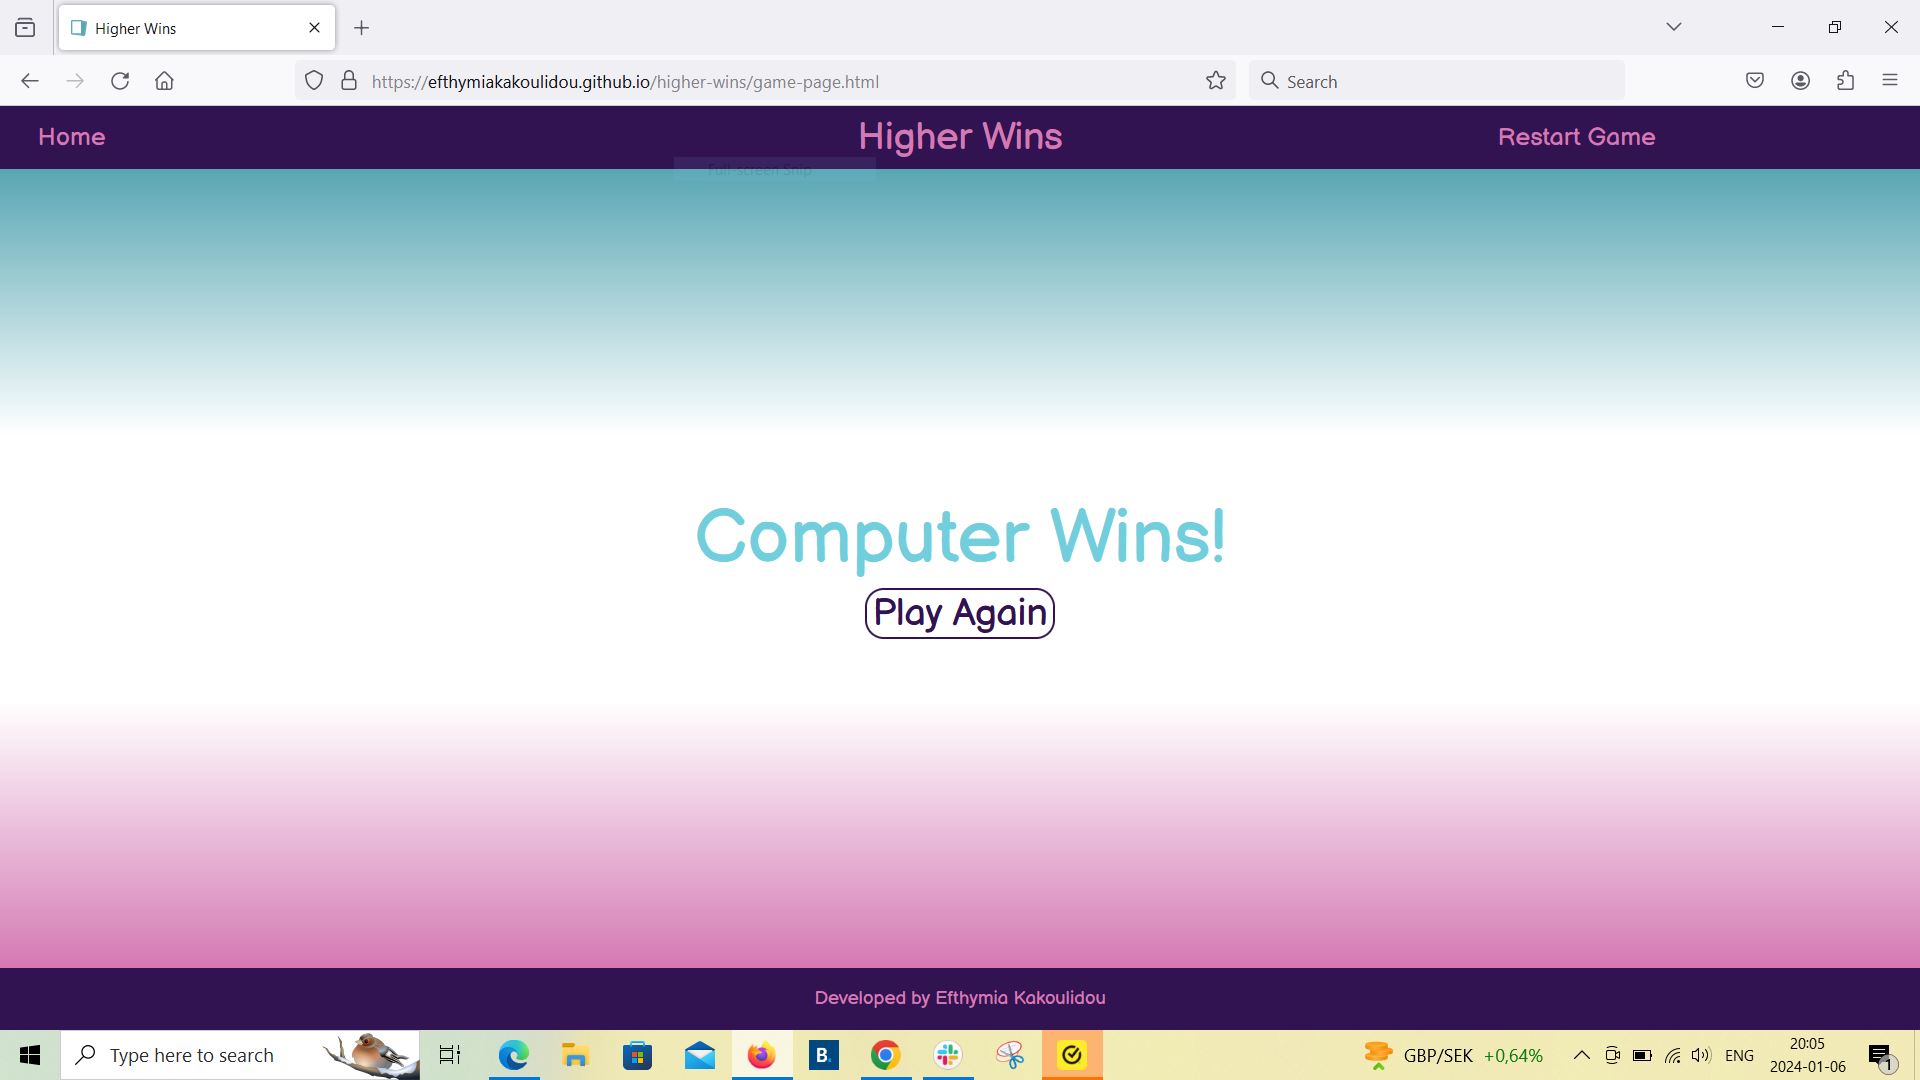 Higher Wins
https://efthymiakakoulidou.github.io/higher-wins/game-page.html
Search
Home
Higher Wins
Restart Game
Full-screen Snip
Computer Wins!
Play Again
Developed by Efthymia Kakoulidou
Type here to search
B.
GBP/SEK +0,64%
ENG
20:05
2024-01-06
1